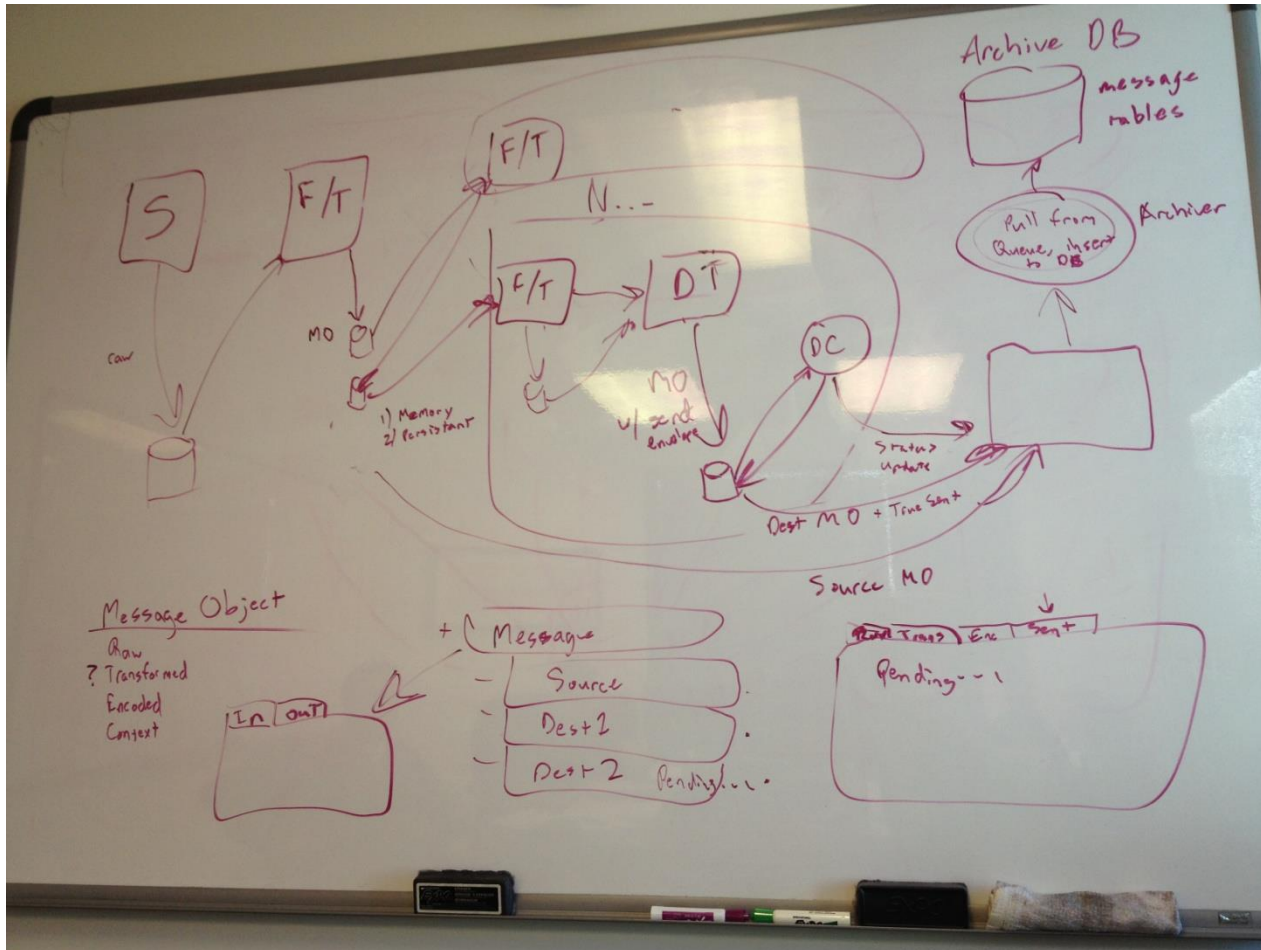 Archive DB
message
tables
S
F/T
F/T
N...
Pull from
Queue, insert
to DB
Archiver
raw
MO
1) Memory
2) Persistant
F/T
DT
MO
w/ send
envelope
DC
Status
update
Dest MO + True Sent
Source MO
Message Object
Raw
? Transformed
Encoded
Context
In
out
+ Message
- Source
- Dest 1
- Dest 2 Pending...
Trans
Enc
Sent
Pending...